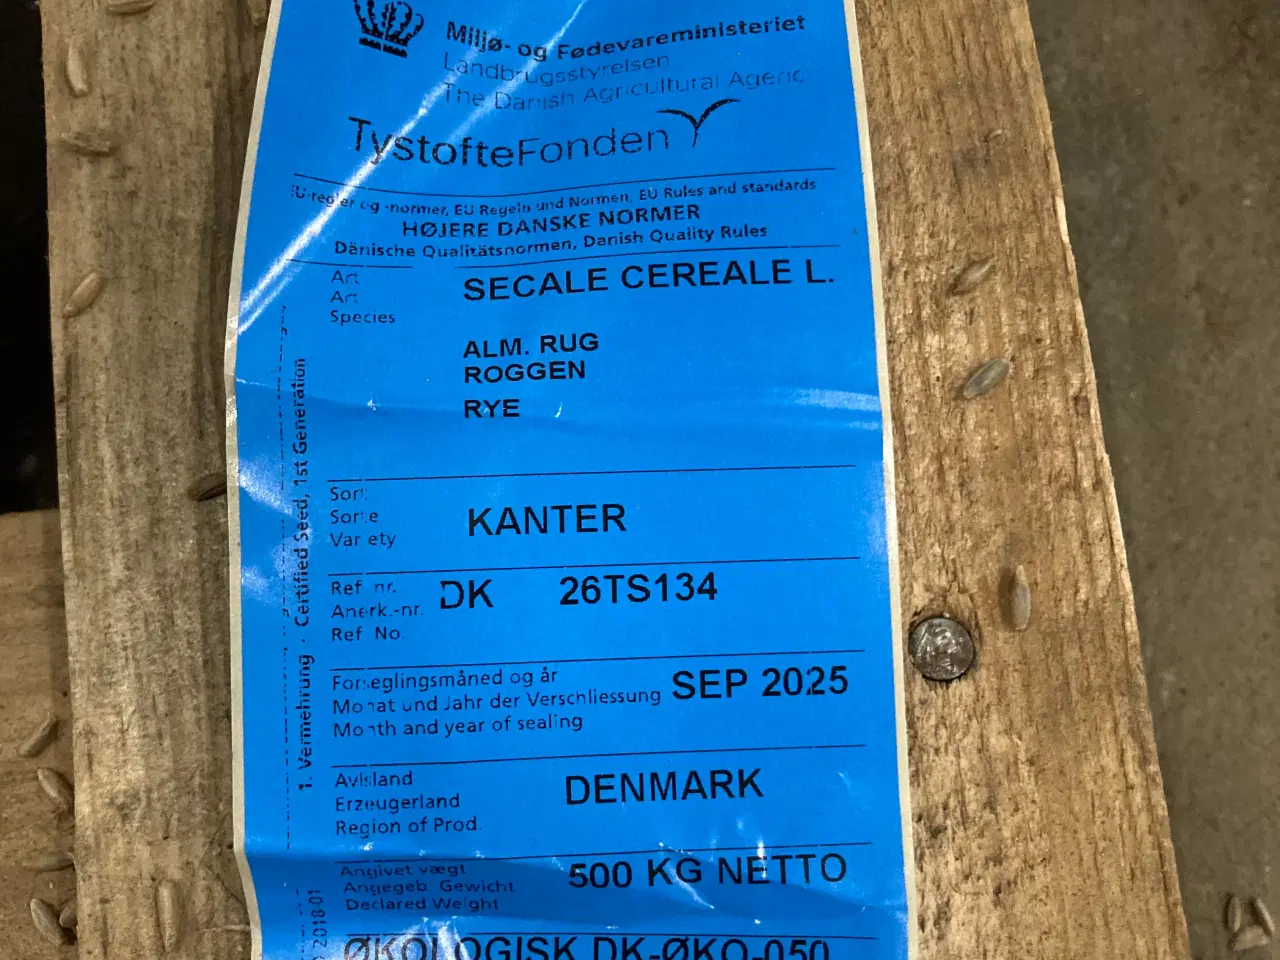 Miljø- og Fødevareministeriet
Landbrugsstyrelsen
The Danish Agricultural Agenc
TystofteFonden
EU-regler og -normer, EU Regeln und Normen, EU Rules and standards
HØJERE DANSKE NORMER
Dänische Qualitätsnormen, Danish Quality Rules
Art
Art
Species
SECALE CEREALE L.
ALM. RUG
ROGGEN
RYE
Sort
Sorte
Variety
KANTER
Ref nr.
Anerk.-nr.
Ref No.
DK 26TS134
Forseglingsmåned og år
Monat und Jahr der Verschliessung
Month and year of sealing
SEP 2025
Avlsland
Erzeugerland
Region of Prod.
DENMARK
Angivet vægt
Angegeb. Gewicht
Declared Weight
500 KG NETTO
ØKOLOGISK DK-ØKO-050
1. Vermehrung · Certified Seed, 1st Generation
2018-01